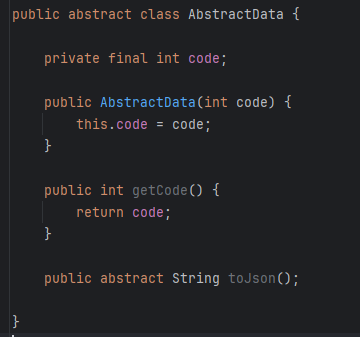 public abstract class AbstractData {
    private final int code;
    public AbstractData(int code) {
        this.code = code;
    }
    public int getCode() {
        return code;
    }
    public abstract String toJson();
}